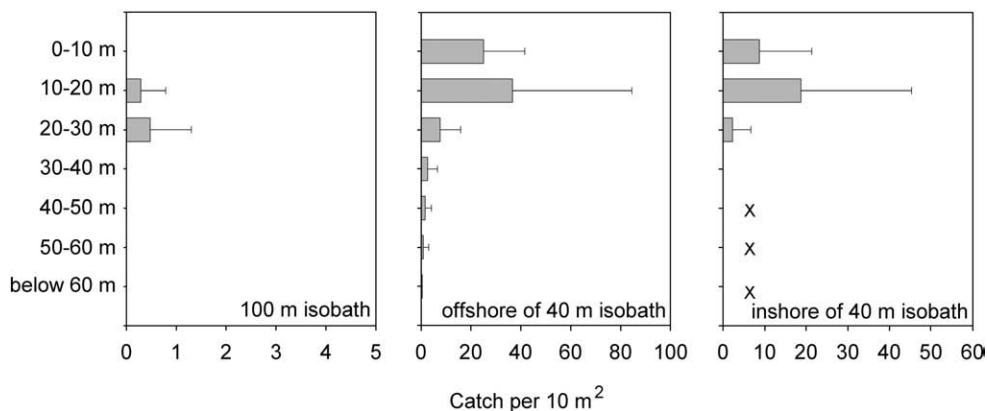 0-10 m
10-20 m
20-30 m
30-40 m
40-50 m
50-60 m
below 60 m
X
X
X
100 m isobath
offshore of 40 m isobath
inshore of 40 m isobath
0 1 2 3 4 5
0 20 40 60 80 100
0 10 20 30 40 50 60
Catch per 10 m²